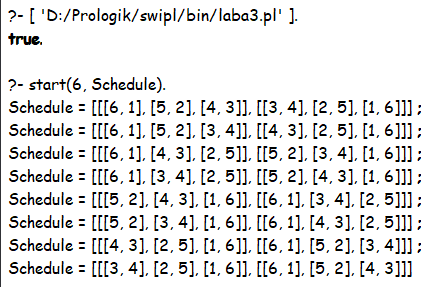 ?- [ 'D:/Prologik/swipl/bin/laba3.pl' ].
true.
?- start(6, Schedule).
Schedule = [[[6, 1], [5, 2], [4, 3]], [[3, 4], [2, 5], [1, 6]]] ;
Schedule = [[[6, 1], [5, 2], [3, 4]], [[4, 3], [2, 5], [1, 6]]] ;
Schedule = [[[6, 1], [4, 3], [2, 5]], [[5, 2], [3, 4], [1, 6]]] ;
Schedule = [[[6, 1], [3, 4], [2, 5]], [[5, 2], [4, 3], [1, 6]]] ;
Schedule = [[[5, 2], [4, 3], [1, 6]], [[6, 1], [3, 4], [2, 5]]] ;
Schedule = [[[5, 2], [3, 4], [1, 6]], [[6, 1], [4, 3], [2, 5]]] ;
Schedule = [[[4, 3], [2, 5], [1, 6]], [[6, 1], [5, 2], [3, 4]]] ;
Schedule = [[[3, 4], [2, 5], [1, 6]], [[6, 1], [5, 2], [4, 3]]]